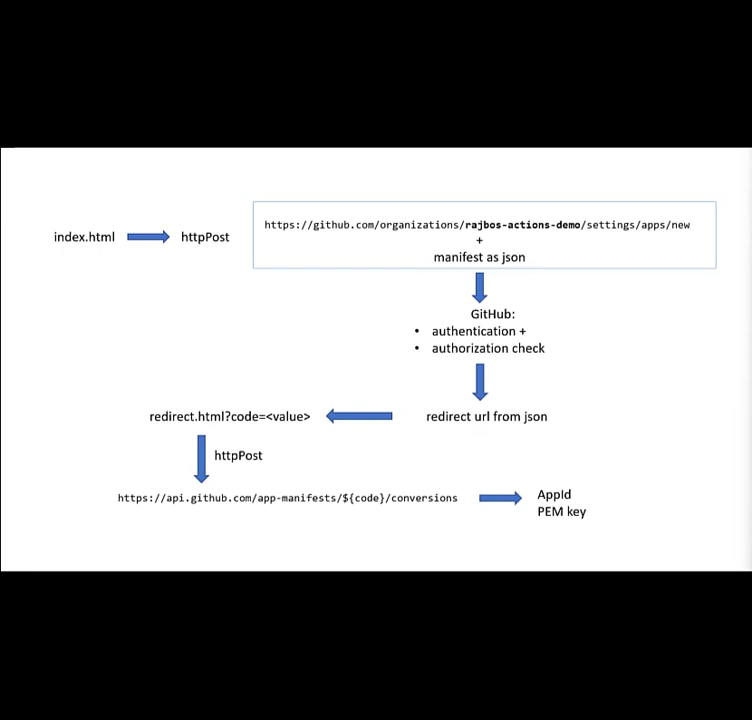 index.html
httpPost
https://github.com/organizations/rajbos-actions-demo/settings/apps/new
+
manifest as json
GitHub:
• authentication +
• authorization check
redirect url from json
redirect.html?code=<value>
httpPost
https://api.github.com/app-manifests/${code}/conversions
AppId
PEM key